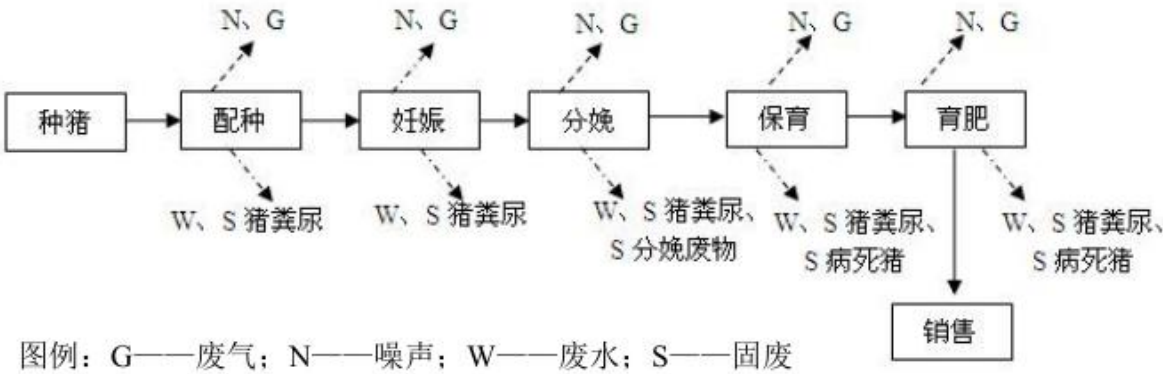 N、G
N、G
N、G
N、G
N、G
种猪
配种
妊娠
分娩
保育
育肥
W、S 猪粪尿
W、S 猪粪尿
W、S 猪粪尿、
S 分娩废物
W、S 猪粪尿、
S 病死猪
W、S 猪粪尿、
S 病死猪
销售
图例：G——废气；N——噪声；W——废水；S——固废